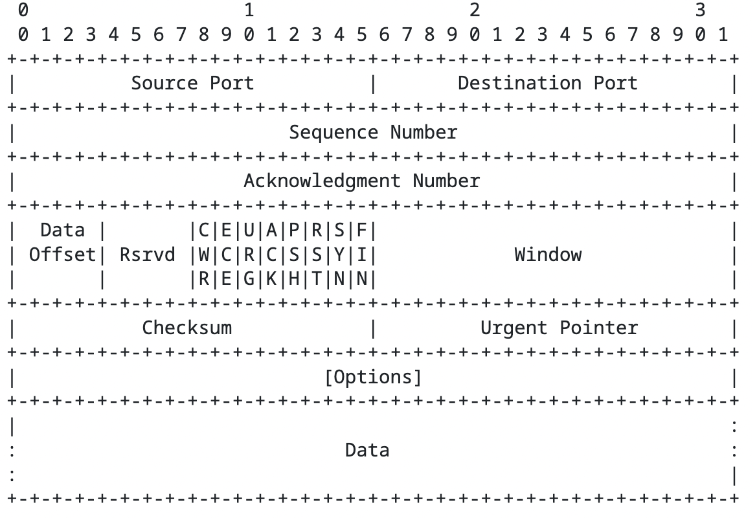 0                   1                   2                   3
 0 1 2 3 4 5 6 7 8 9 0 1 2 3 4 5 6 7 8 9 0 1 2 3 4 5 6 7 8 9 0 1
+-+-+-+-+-+-+-+-+-+-+-+-+-+-+-+-+-+-+-+-+-+-+-+-+-+-+-+-+-+-+-+-+
|          Source Port          |       Destination Port        |
+-+-+-+-+-+-+-+-+-+-+-+-+-+-+-+-+-+-+-+-+-+-+-+-+-+-+-+-+-+-+-+-+
|                        Sequence Number                        |
+-+-+-+-+-+-+-+-+-+-+-+-+-+-+-+-+-+-+-+-+-+-+-+-+-+-+-+-+-+-+-+-+
|                    Acknowledgment Number                      |
+-+-+-+-+-+-+-+-+-+-+-+-+-+-+-+-+-+-+-+-+-+-+-+-+-+-+-+-+-+-+-+-+
|  Data |       |C|E|U|A|P|R|S|F|                               |
| Offset| Rsrvd |W|C|R|C|S|S|Y|I|            Window             |
|       |       |R|E|G|K|H|T|N|N|                               |
+-+-+-+-+-+-+-+-+-+-+-+-+-+-+-+-+-+-+-+-+-+-+-+-+-+-+-+-+-+-+-+-+
|           Checksum            |         Urgent Pointer        |
+-+-+-+-+-+-+-+-+-+-+-+-+-+-+-+-+-+-+-+-+-+-+-+-+-+-+-+-+-+-+-+-+
|                           [Options]                           |
+-+-+-+-+-+-+-+-+-+-+-+-+-+-+-+-+-+-+-+-+-+-+-+-+-+-+-+-+-+-+-+-+
|                                                               :
:                             Data                              :
:                                                               |
+-+-+-+-+-+-+-+-+-+-+-+-+-+-+-+-+-+-+-+-+-+-+-+-+-+-+-+-+-+-+-+-+